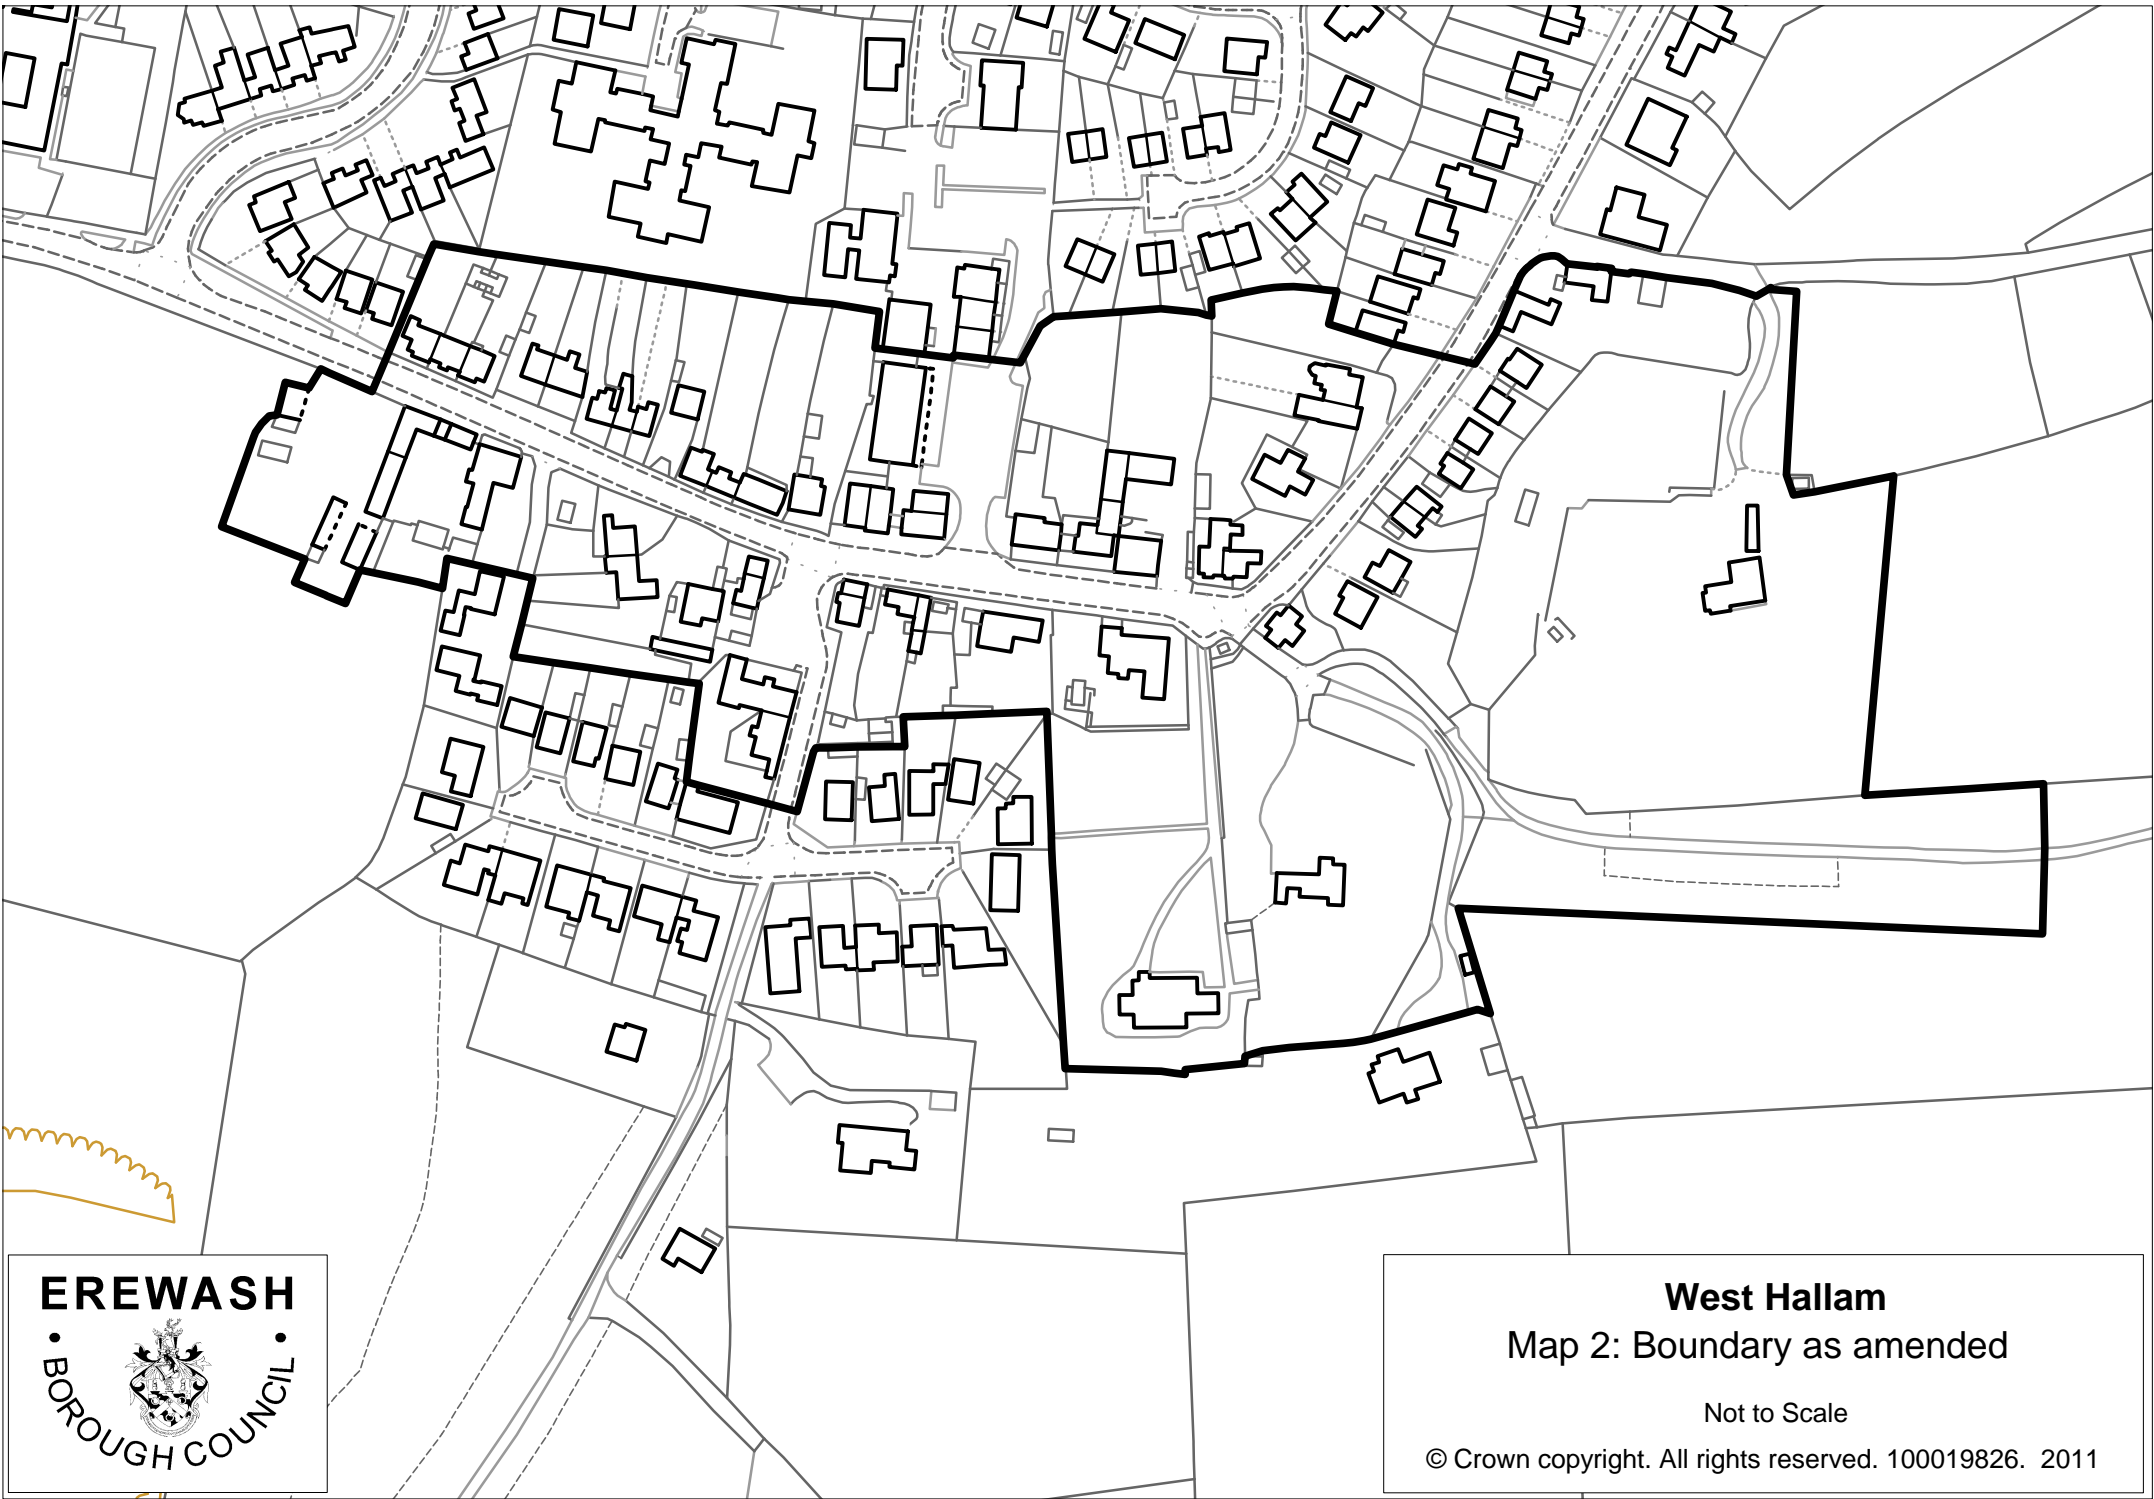 EREWASH
• BOROUGH COUNCIL •
West Hallam
Map 2: Boundary as amended
Not to Scale
© Crown copyright. All rights reserved. 100019826. 2011